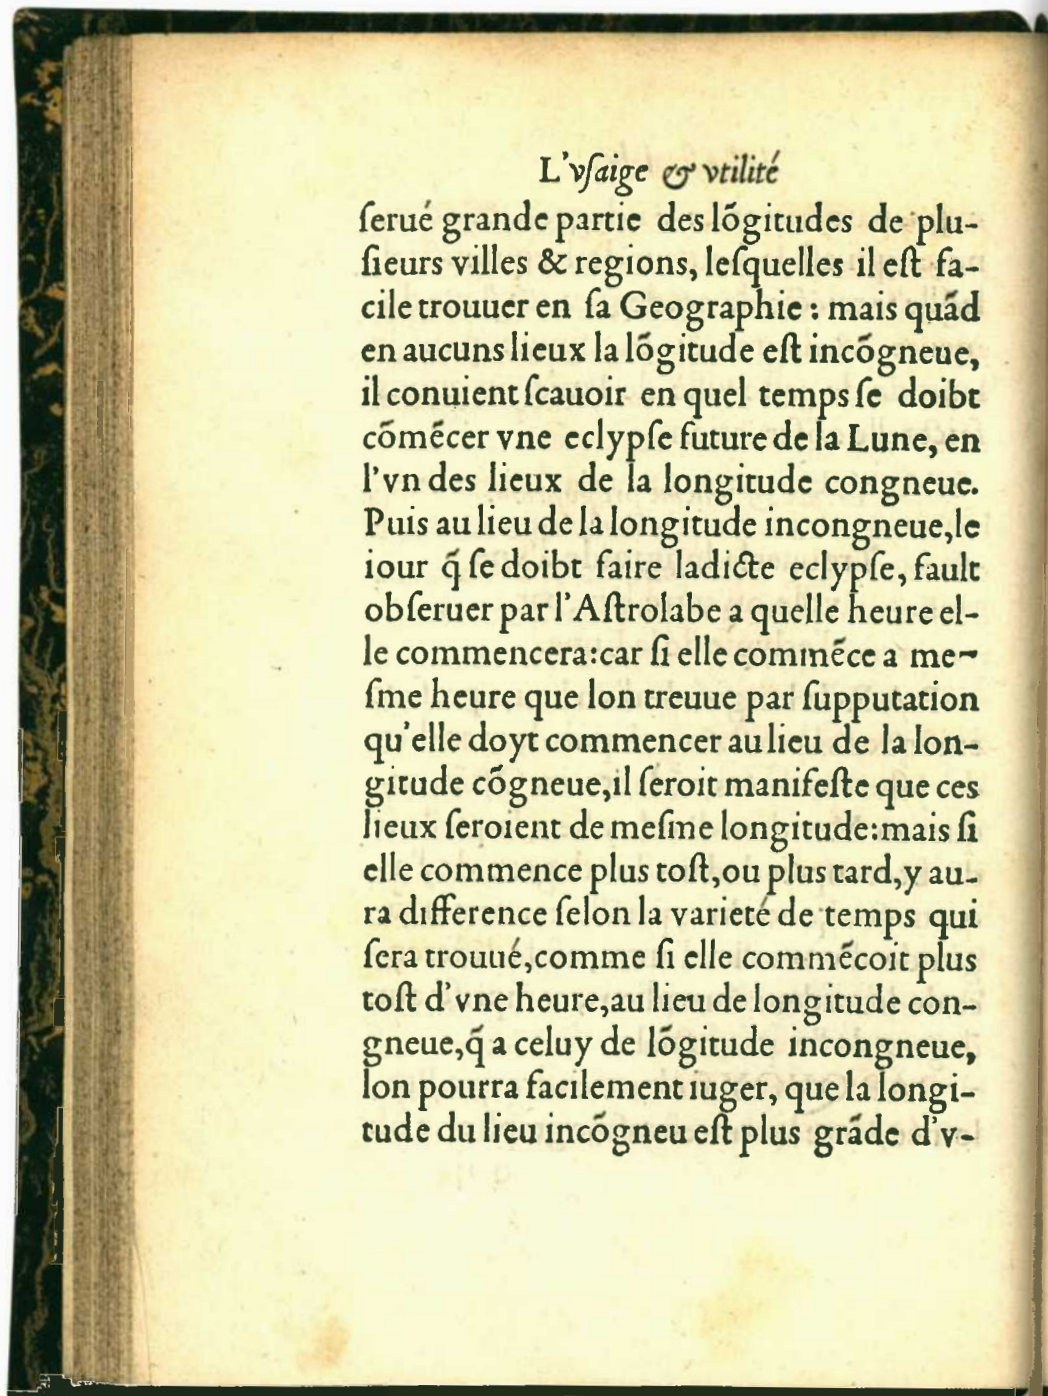 L'vſaige & vtilité
ſerué grande partie des lõgitudes de plu-
ſieurs villes & regions, leſquelles il eſt fa-
cile trouuer en ſa Geographie : mais quãd
en aucuns lieux la lõgitude eſt incõgneue,
il conuient ſcauoir en quel temps ſe doibt
cõmẽcer vne eclypſe future de la Lune, en
l'vn des lieux de la longitude congneue.
Puis au lieu de la longitude incongneue, le
iour q̃ ſe doibt faire ladicte eclypſe, fault
obſeruer par l'Aſtrolabe a quelle heure el-
le commencera: car ſi elle commẽce a me-
ſme heure que lon treuue par ſupputation
qu'elle doyt commencer au lieu de la lon-
gitude cõgneue, il ſeroit manifeſte que ces
lieux ſeroient de meſme longitude: mais ſi
elle commence plus toſt, ou plus tard, y au-
ra difference ſelon la varieté de temps qui
ſera trouué, comme ſi elle commẽcoit plus
toſt d'vne heure, au lieu de longitude con-
gneue, q̃ a celuy de lõgitude incongneue,
lon pourra facilement iuger, que la longi-
tude du lieu incõgneu eſt plus grãde d'v-